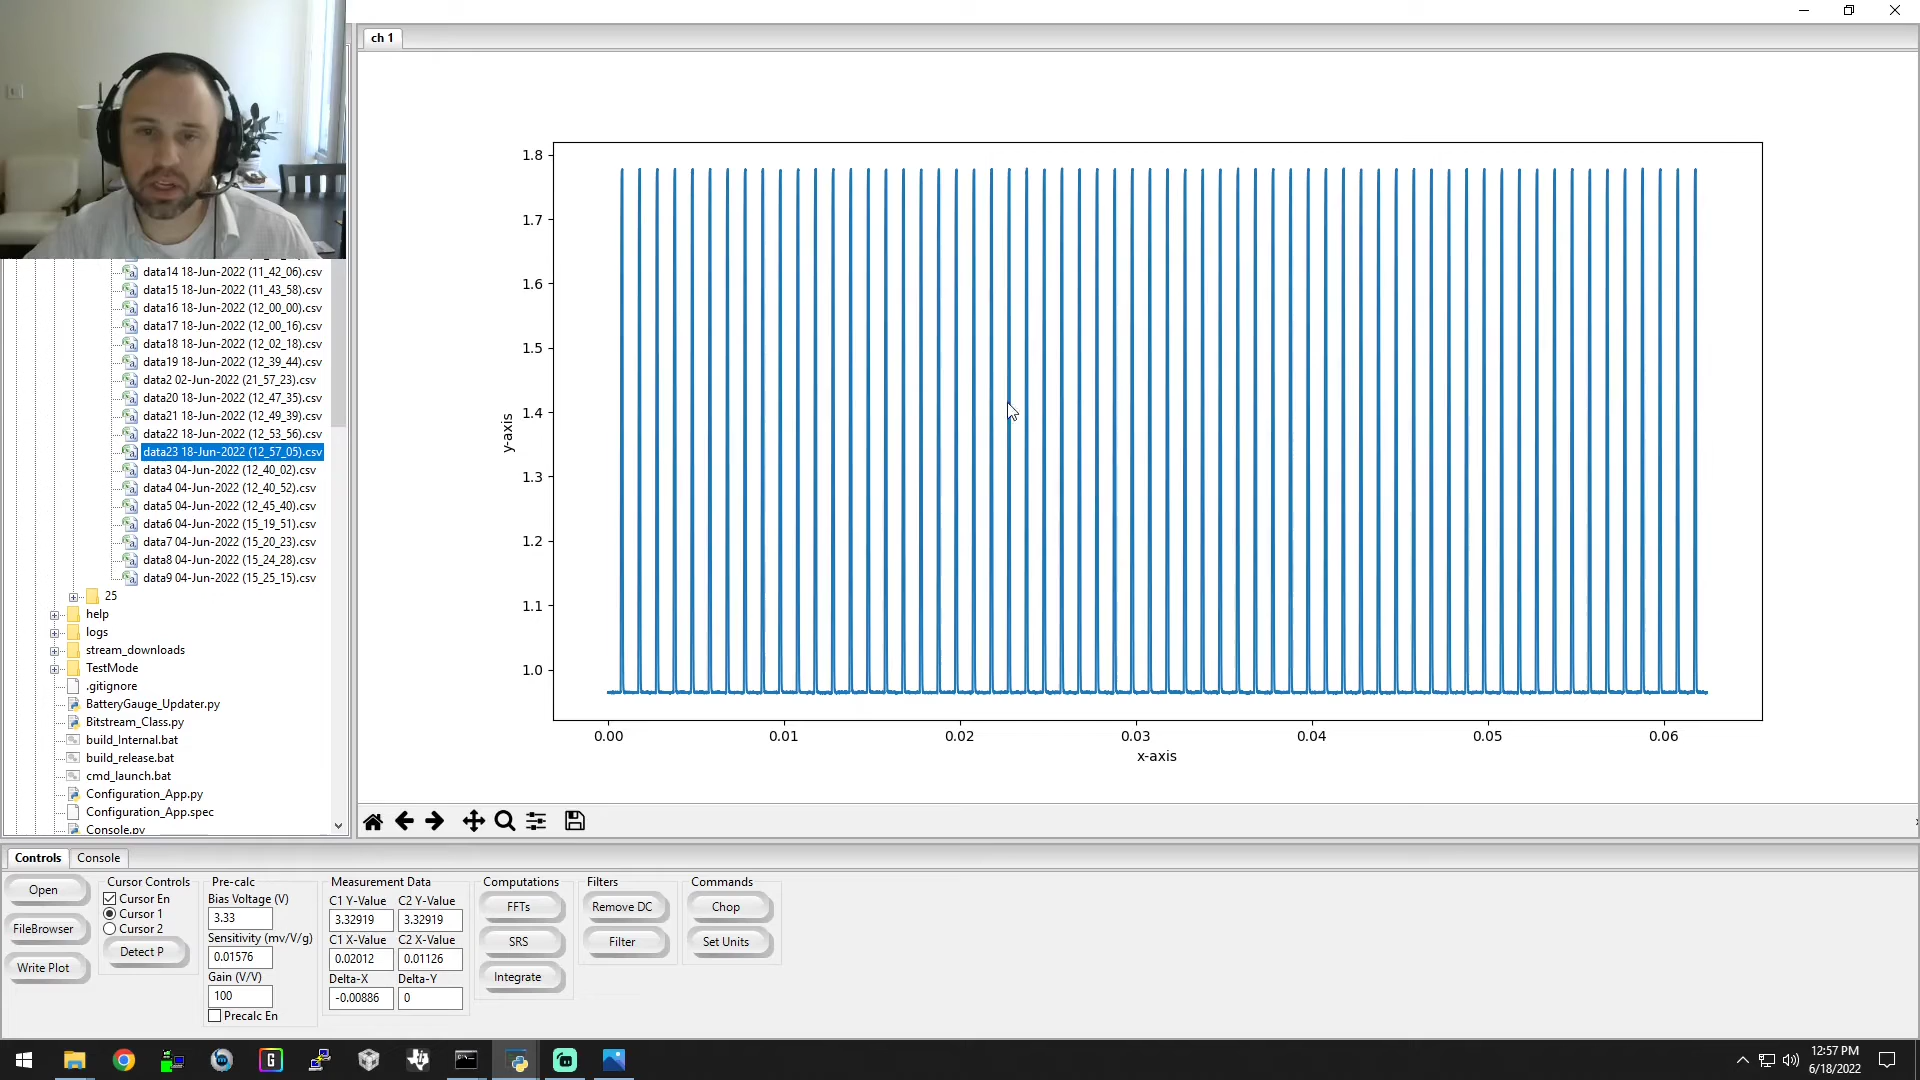 ch 1
data14 18-Jun-2022 (11_42_06).csv
data15 18-Jun-2022 (11_43_58).csv
data16 18-Jun-2022 (12_00_00).csv
data17 18-Jun-2022 (12_00_16).csv
data18 18-Jun-2022 (12_02_18).csv
data19 18-Jun-2022 (12_39_44).csv
data2 02-Jun-2022 (21_57_23).csv
data20 18-Jun-2022 (12_47_35).csv
data21 18-Jun-2022 (12_49_39).csv
data22 18-Jun-2022 (12_53_56).csv
data23 18-Jun-2022 (12_57_05).csv
data3 04-Jun-2022 (12_40_02).csv
data4 04-Jun-2022 (12_40_52).csv
data5 04-Jun-2022 (12_45_40).csv
data6 04-Jun-2022 (15_19_51).csv
data7 04-Jun-2022 (15_20_23).csv
data8 04-Jun-2022 (15_24_28).csv
data9 04-Jun-2022 (15_25_15).csv
25
help
logs
stream_downloads
TestMode
.gitignore
BatteryGauge_Updater.py
Bitstream_Class.py
build_Internal.bat
build_release.bat
cmd_launch.bat
Configuration_App.py
Configuration_App.spec
Console.py
1.8
1.7
1.6
1.5
1.4
1.3
1.2
1.1
1.0
y-axis
0.00 0.01 0.02 0.03 0.04 0.05 0.06
x-axis
Controls Console
Open
FileBrowser
Write Plot
Cursor Controls
Cursor En
Cursor 1
Cursor 2
Detect P
Pre-calc
Bias Voltage (V)
3.33
Sensitivity (mv/V/g)
0.01576
Gain (V/V)
100
Precalc En
Measurement Data
C1 Y-Value C2 Y-Value
3.32919 3.32919
C1 X-Value C2 X-Value
0.02012 0.01126
Delta-X Delta-Y
-0.00886 0
Computations
FFTs
SRS
Integrate
Filters
Remove DC
Filter
Commands
Chop
Set Units
G
12:57 PM
6/18/2022